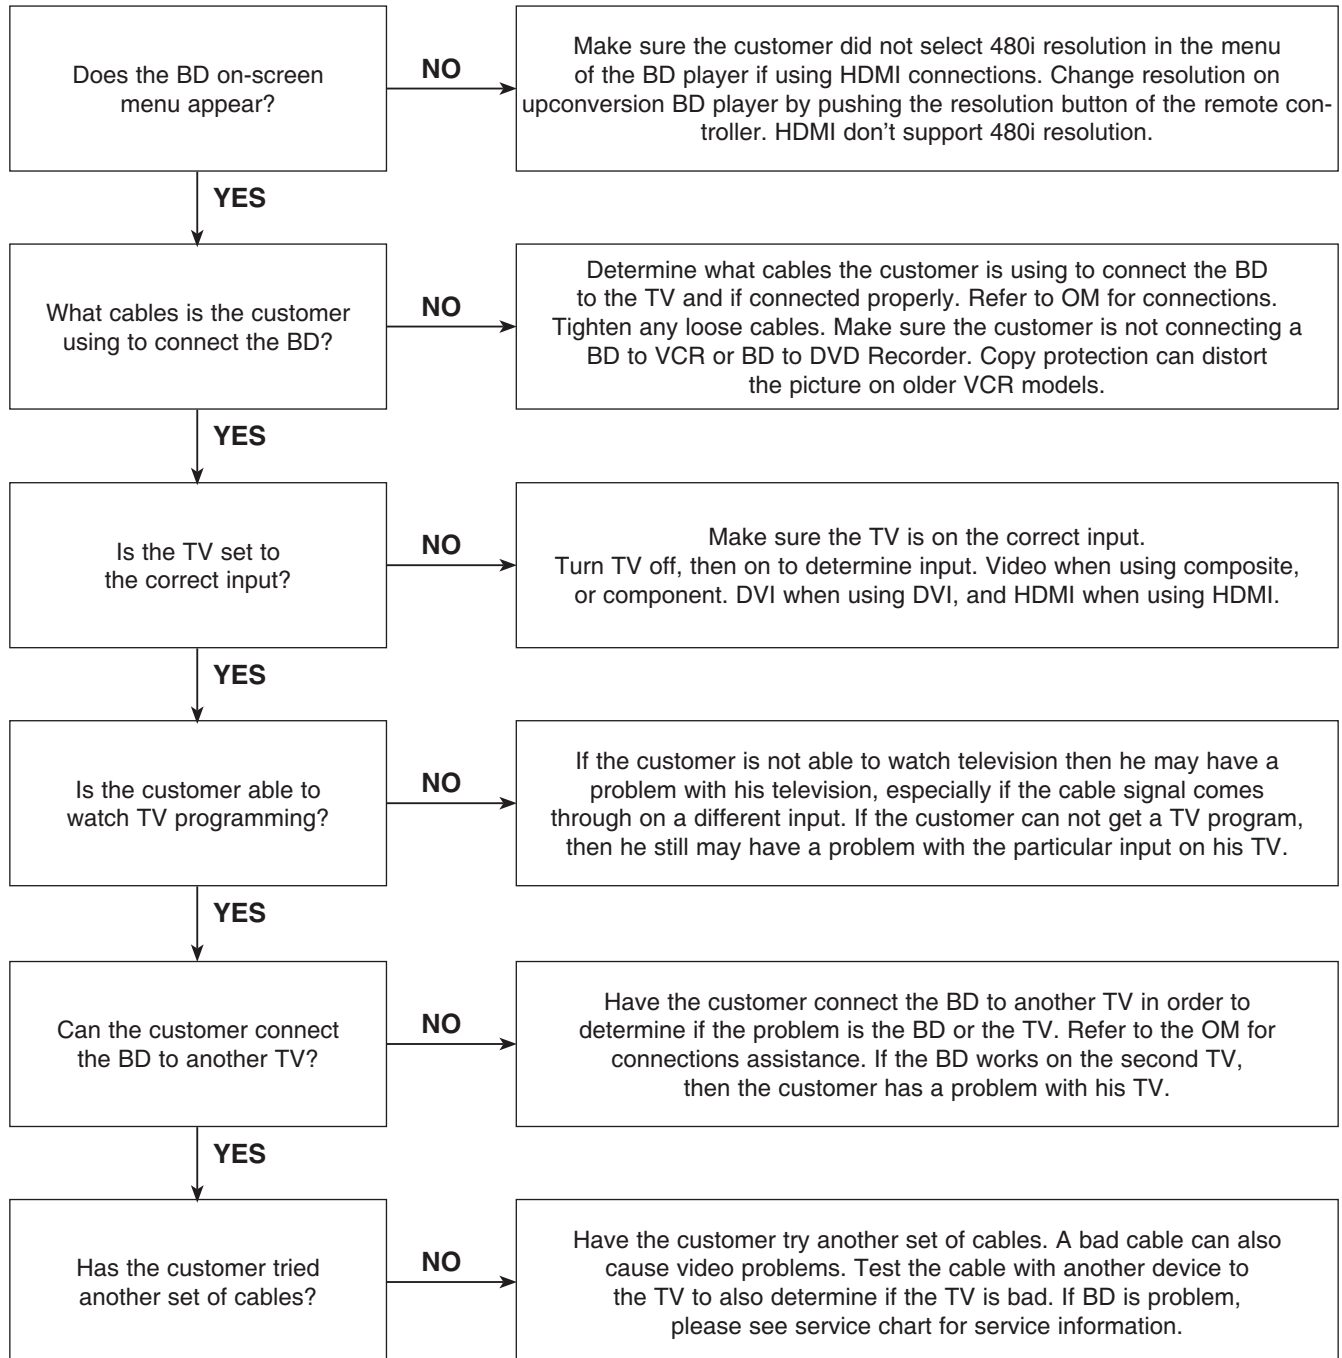 Does the BD on-screen
menu appear?
NO
Make sure the customer did not select 480i resolution in the menu
of the BD player if using HDMI connections. Change resolution on
upconversion BD player by pushing the resolution button of the remote con-
troller. HDMI don't support 480i resolution.
YES
What cables is the customer
using to connect the BD?
NO
Determine what cables the customer is using to connect the BD
to the TV and if connected properly. Refer to OM for connections.
Tighten any loose cables. Make sure the customer is not connecting a
BD to VCR or BD to DVD Recorder. Copy protection can distort
the picture on older VCR models.
YES
Is the TV set to
the correct input?
NO
Make sure the TV is on the correct input.
Turn TV off, then on to determine input. Video when using composite,
or component. DVI when using DVI, and HDMI when using HDMI.
YES
Is the customer able to
watch TV programming?
NO
If the customer is not able to watch television then he may have a
problem with his television, especially if the cable signal comes
through on a different input. If the customer can not get a TV program,
then he still may have a problem with the particular input on his TV.
YES
Can the customer connect
the BD to another TV?
NO
Have the customer connect the BD to another TV in order to
determine if the problem is the BD or the TV. Refer to the OM for
connections assistance. If the BD works on the second TV,
then the customer has a problem with his TV.
YES
Has the customer tried
another set of cables?
NO
Have the customer try another set of cables. A bad cable can also
cause video problems. Test the cable with another device to
the TV to also determine if the TV is bad. If BD is problem,
please see service chart for service information.